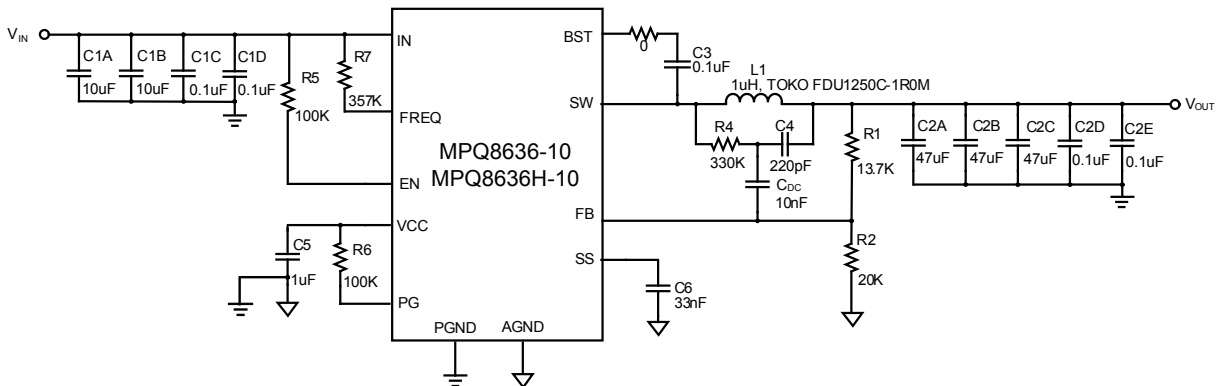 V_IN
C1A
10uF
C1B
10uF
C1C
0.1uF
C1D
0.1uF
R5
100K
R7
357K
IN
FREQ
EN
VCC
PG
PGND
AGND
BST
SW
FB
SS
MPQ8636-10
MPQ8636H-10
C5
1uF
R6
100K
0
C3
0.1uF
L1
1uH, TOKO FDU1250C-1R0M
R4
330K
C4
220pF
C_DC
10nF
R1
13.7K
R2
20K
C6
33nF
C2A
47uF
C2B
47uF
C2C
47uF
C2D
0.1uF
C2E
0.1uF
V_OUT